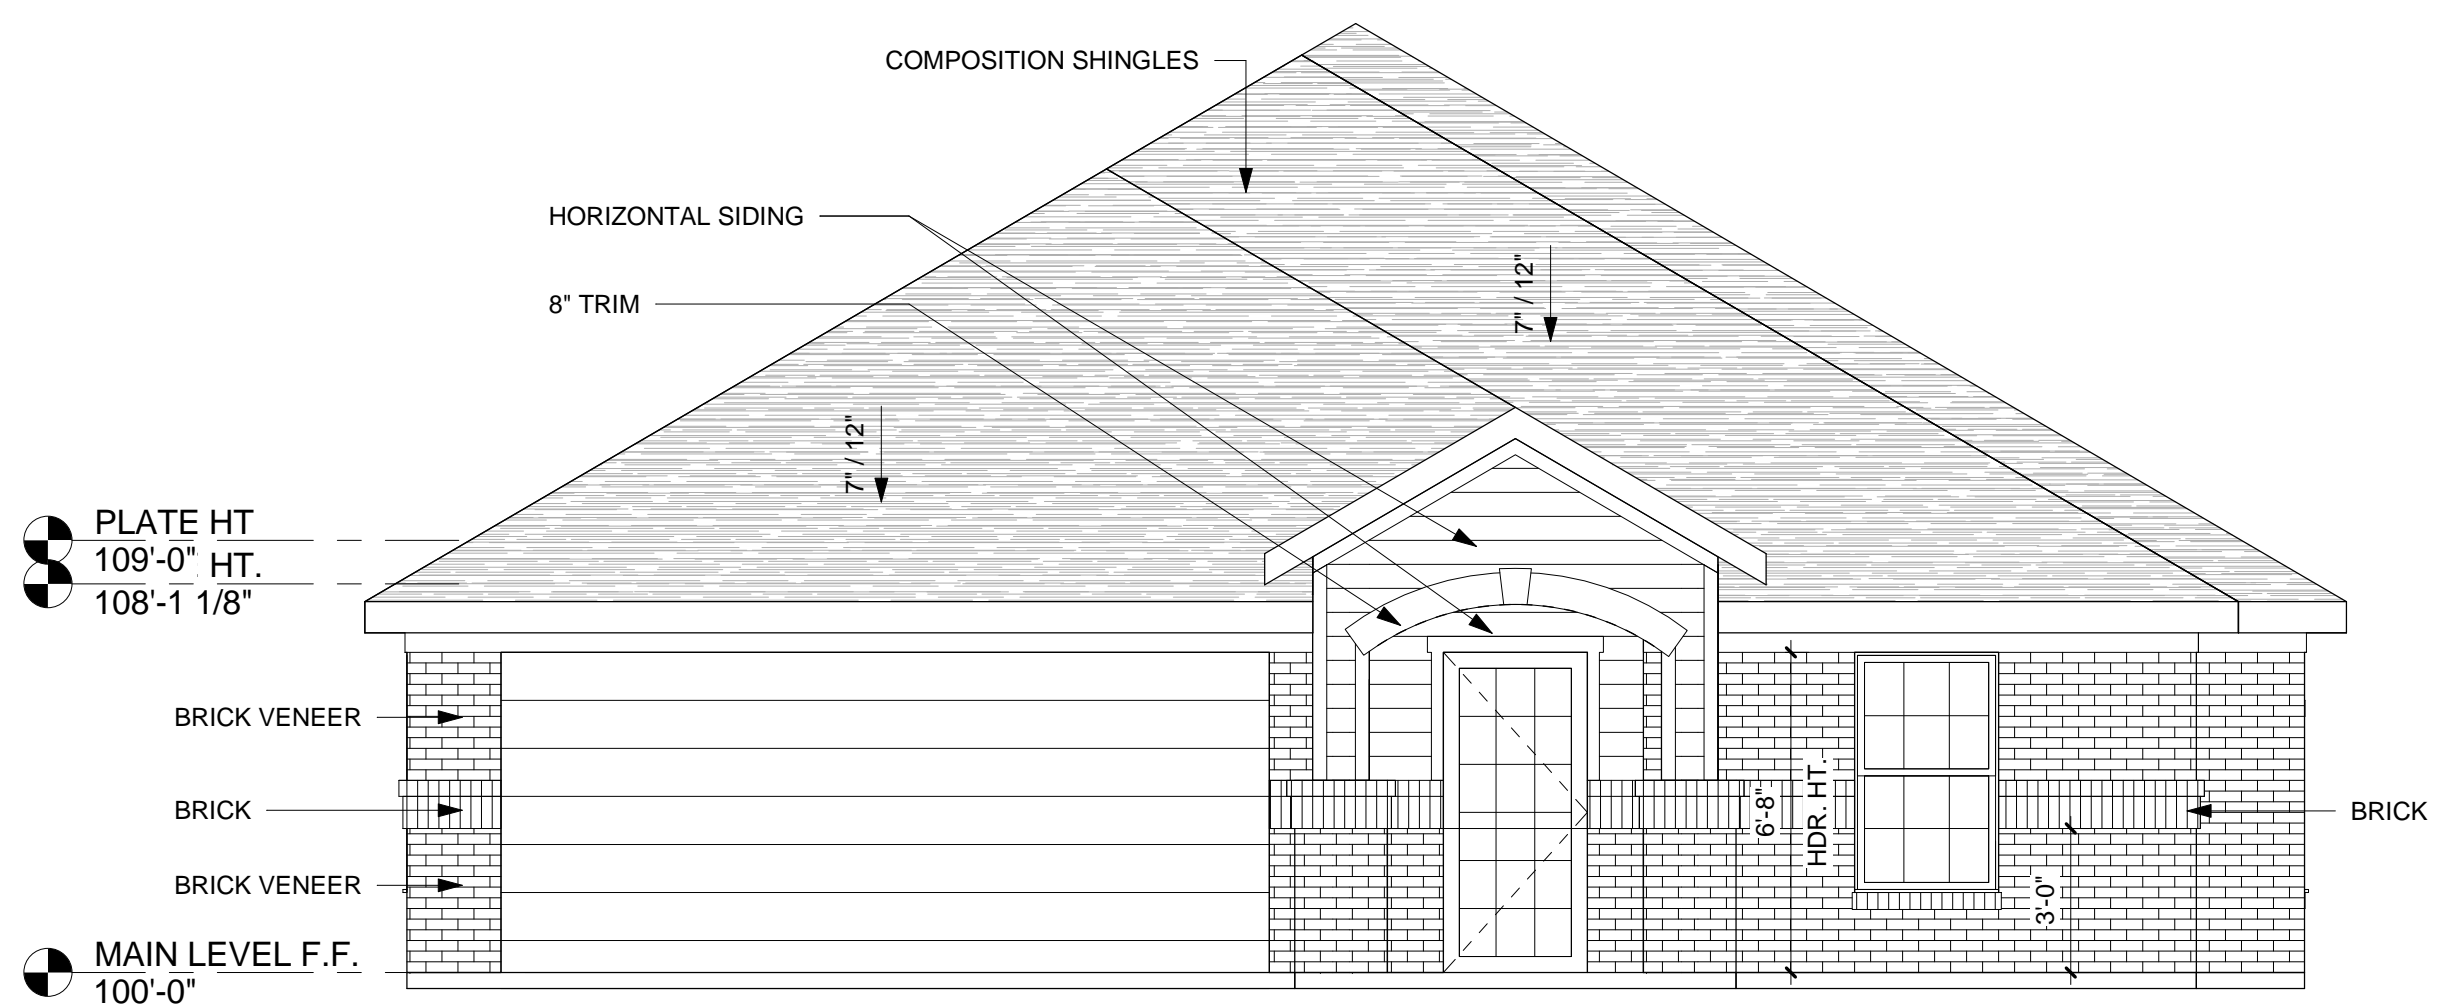 COMPOSITION SHINGLES
HORIZONTAL SIDING
8" TRIM
7" / 12"
7" / 12"
PLATE HT
109'-0"
HT.
108'-1 1/8"
BRICK VENEER
BRICK
BRICK VENEER
6'-8"
HDR. HT.
3'-0"
BRICK
MAIN LEVEL F.F.
100'-0"